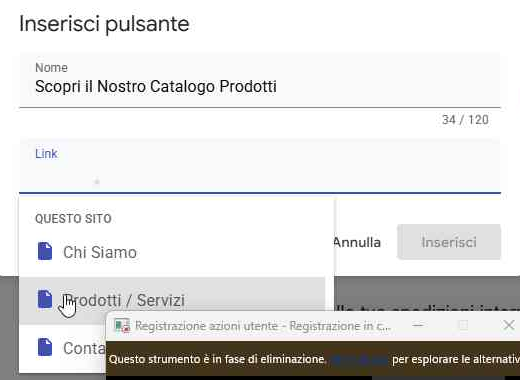 Inserisci pulsante
Nome
Scopri il Nostro Catalogo Prodotti
34 / 120
Link
QUESTO SITO
Chi Siamo
Annulla
Inserisci
Prodotti / Servizi
Registrazione azioni utente - Registrazione in c...
Conta
Questo strumento è in fase di eliminazione.
per esplorare le alternativ